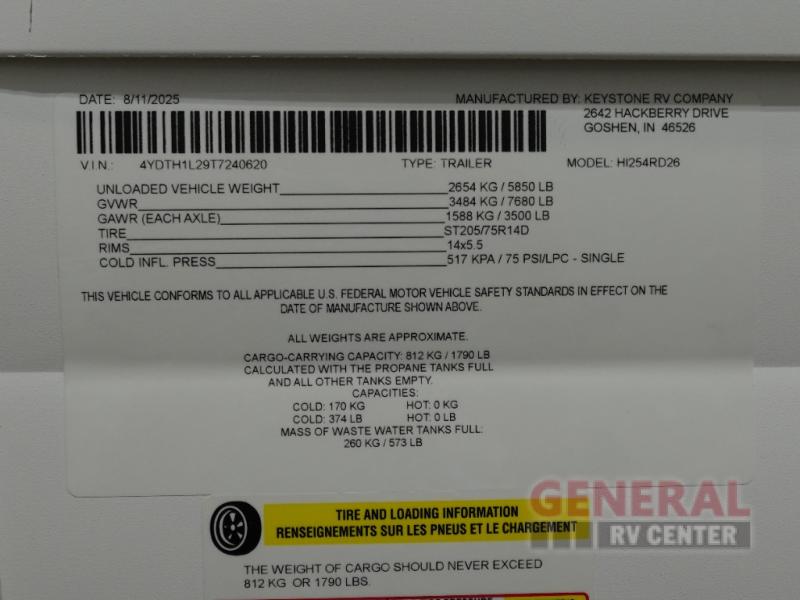 DATE: 8/11/2025 MANUFACTURED BY: KEYSTONE RV COMPANY
2642 HACKBERRY DRIVE
GOSHEN, IN 46526
V.I.N.: 4YDTH1L29T7240620 TYPE: TRAILER MODEL: HI254RD26
UNLOADED VEHICLE WEIGHT 2654 KG / 5850 LB
GVWR 3484 KG / 7680 LB
GAWR (EACH AXLE) 1588 KG / 3500 LB
TIRE ST205/75R14D
RIMS 14x5.5
COLD INFL. PRESS 517 KPA / 75 PSI/LPC - SINGLE
THIS VEHICLE CONFORMS TO ALL APPLICABLE U.S. FEDERAL MOTOR VEHICLE SAFETY STANDARDS IN EFFECT ON THE
DATE OF MANUFACTURE SHOWN ABOVE.
ALL WEIGHTS ARE APPROXIMATE.
CARGO-CARRYING CAPACITY: 812 KG / 1790 LB
CALCULATED WITH THE PROPANE TANKS FULL
AND ALL OTHER TANKS EMPTY.
CAPACITIES:
COLD: 170 KG HOT: 0 KG
COLD: 374 LB HOT: 0 LB
MASS OF WASTE WATER TANKS FULL:
260 KG / 573 LB
GENERAL
RV CENTER
TIRE AND LOADING INFORMATION
RENSEIGNEMENTS SUR LES PNEUS ET LE CHARGEMENT
THE WEIGHT OF CARGO SHOULD NEVER EXCEED
812 KG OR 1790 LBS.